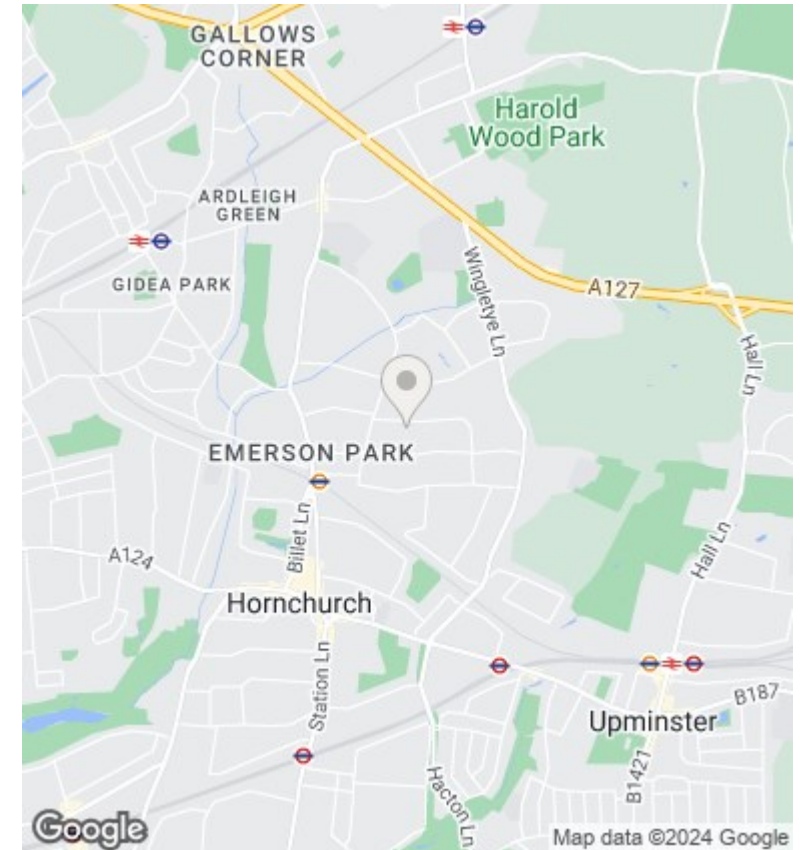 GALLOWS
CORNER
Harold
Wood Park
ARDLEIGH
GREEN
GIDEA PARK
Wingletye Ln
A127
Hall Ln
EMERSON PARK
Billet Ln
A124
Hall Ln
Hornchurch
Station Ln
B187
Upminster
B1421
Hacton Ln
Google
Map data ©2024 Google